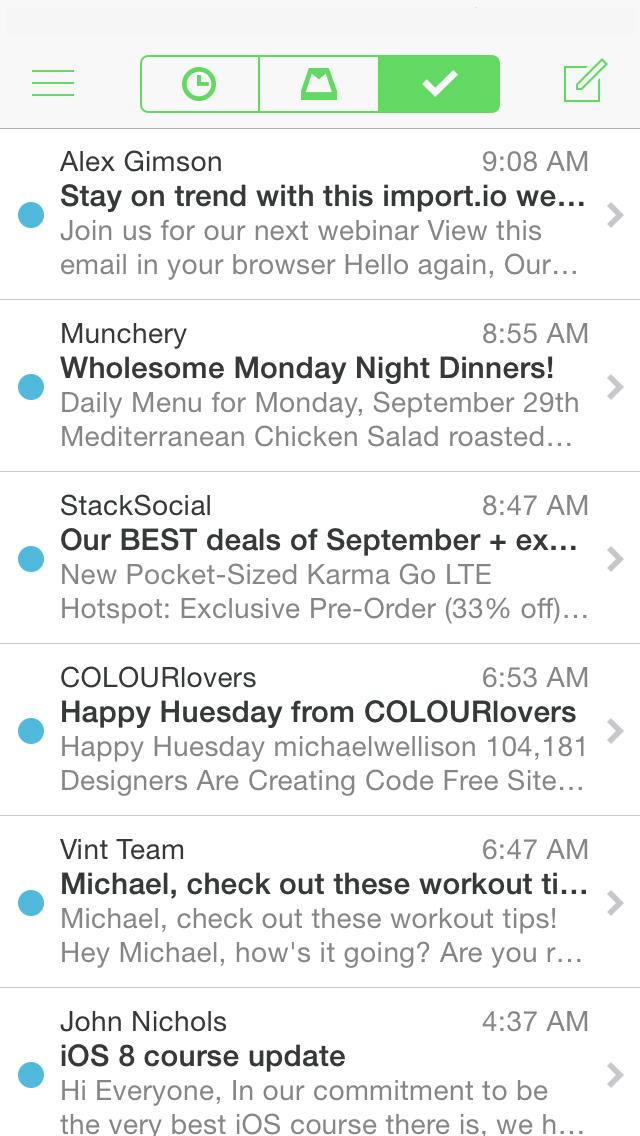 Alex Gimson
9:08 AM
Stay on trend with this import.io we...
Join us for our next webinar View this
email in your browser Hello again, Our...
Munchery
8:55 AM
Wholesome Monday Night Dinners!
Daily Menu for Monday, September 29th
Mediterranean Chicken Salad roasted...
StackSocial
8:47 AM
Our BEST deals of September + ex...
New Pocket-Sized Karma Go LTE
Hotspot: Exclusive Pre-Order (33% off)...
COLOURlovers
6:53 AM
Happy Huesday from COLOURlovers
Happy Huesday michaelwellison 104,181
Designers Are Creating Code Free Site...
Vint Team
6:47 AM
Michael, check out these workout ti...
Michael, check out these workout tips!
Hey Michael, how's it going? Are you r...
John Nichols
4:37 AM
iOS 8 course update
Hi Everyone, In our commitment to be
the very best iOS course there is, we h...